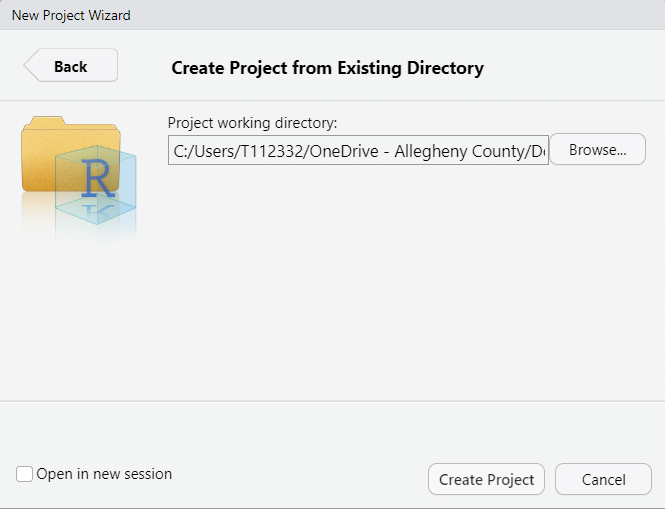 New Project Wizard
Back
Create Project from Existing Directory
R
Project working directory:
C:/Users/T112332/OneDrive - Allegheny County/D
Browse...
Open in new session
Create Project
Cancel